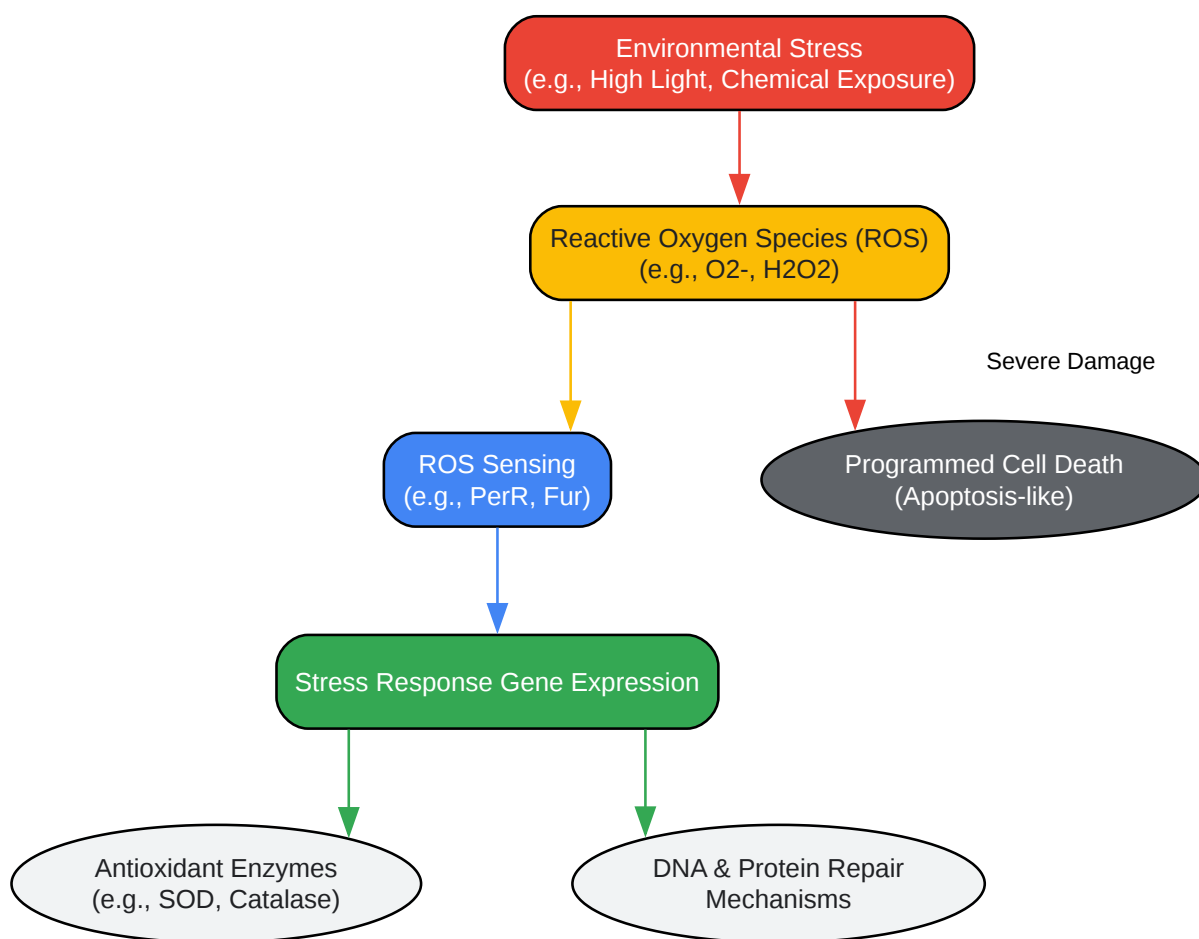 Environmental Stress
(e.g., High Light, Chemical Exposure)
Reactive Oxygen Species (ROS)
(e.g., O2-, H2O2)
Severe Damage
ROS Sensing
(e.g., PerR, Fur)
Programmed Cell Death
(Apoptosis-like)
Stress Response Gene Expression
Antioxidant Enzymes
(e.g., SOD, Catalase)
DNA & Protein Repair
Mechanisms